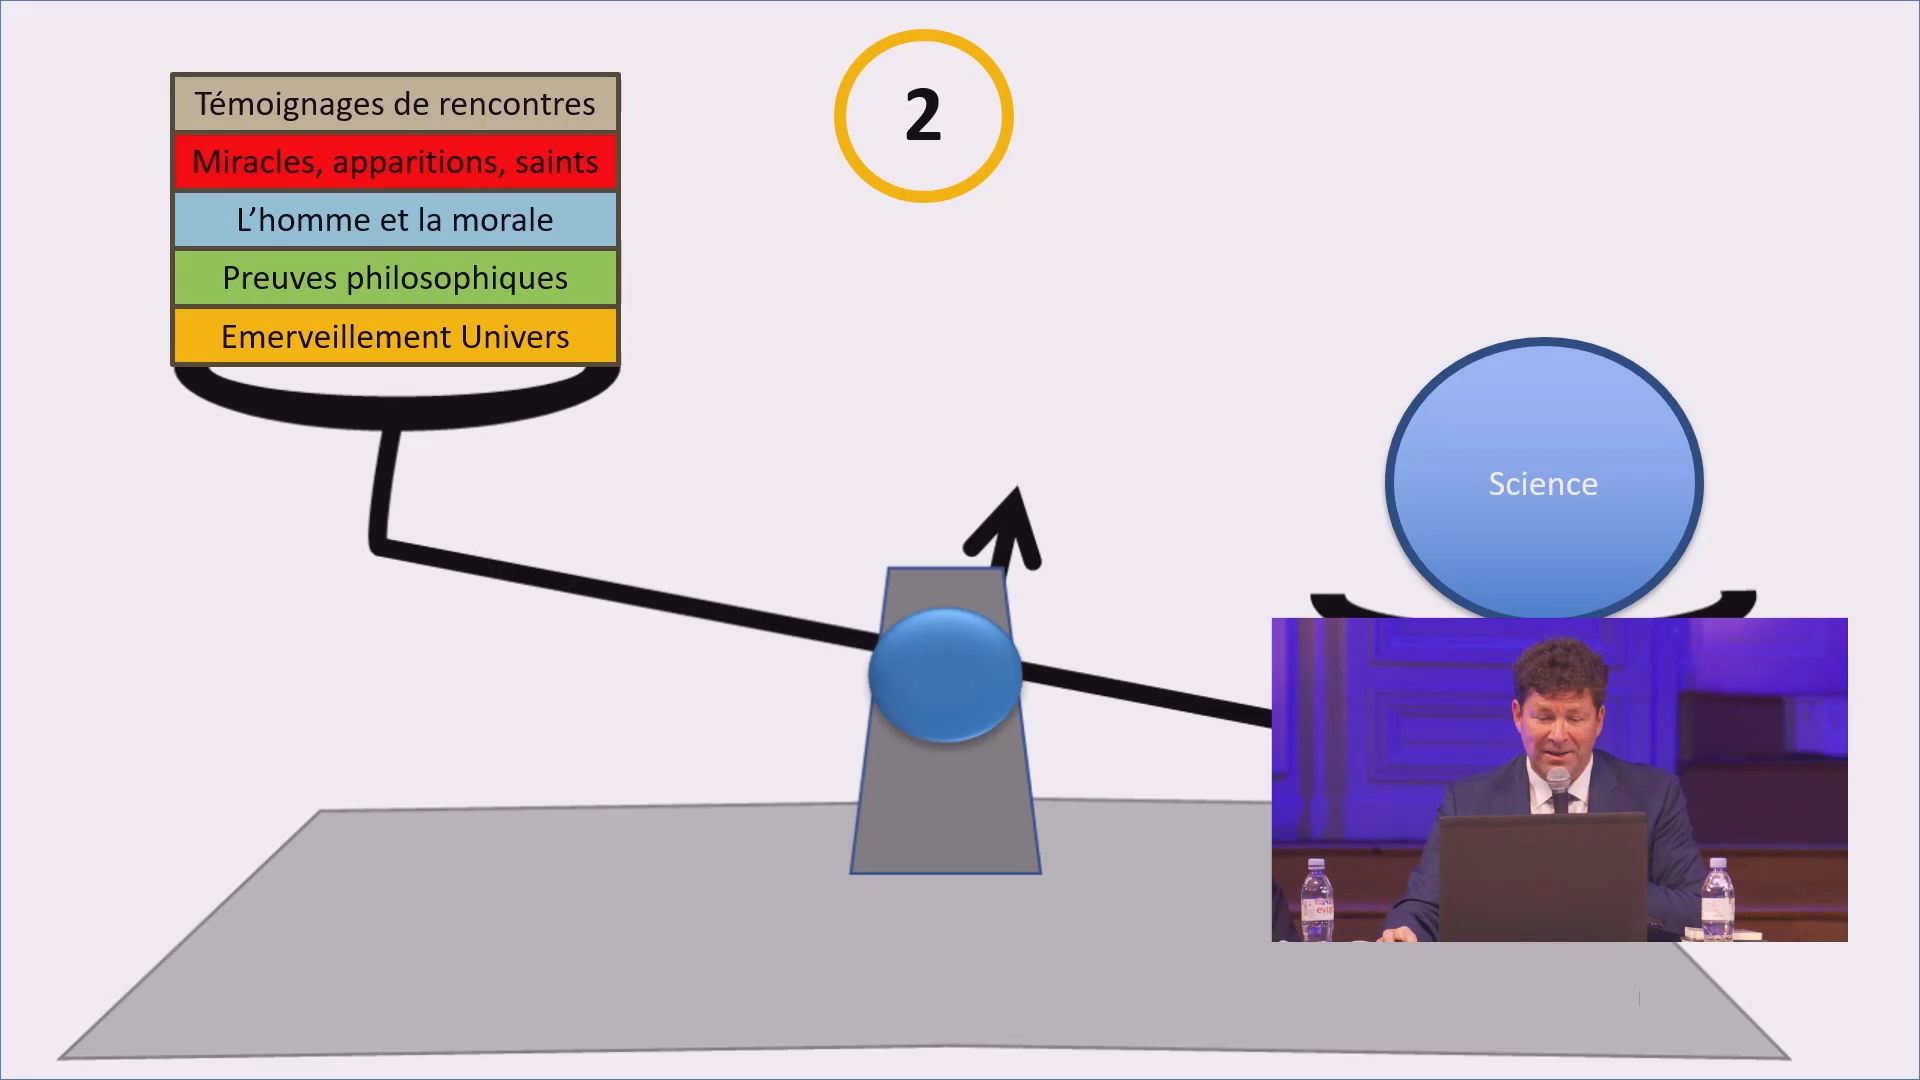 2
Témoignages de rencontres
Miracles, apparitions, saints
L’homme et la morale
Preuves philosophiques
Emerveillement Univers
Science